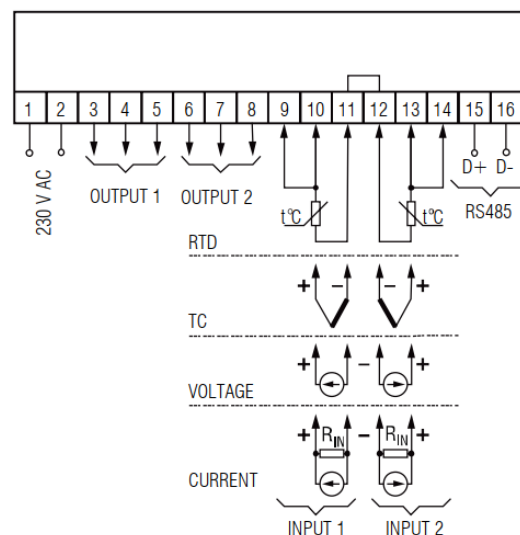 1 2 3 4 5 6 7 8 9 10 11 12 13 14 15 16
230 V AC
OUTPUT 1
OUTPUT 2
D+ D-
RS485
t°C
t°C
RTD
+ − +
TC
+ − +
VOLTAGE
+ RIN − RIN +
CURRENT
INPUT 1
INPUT 2